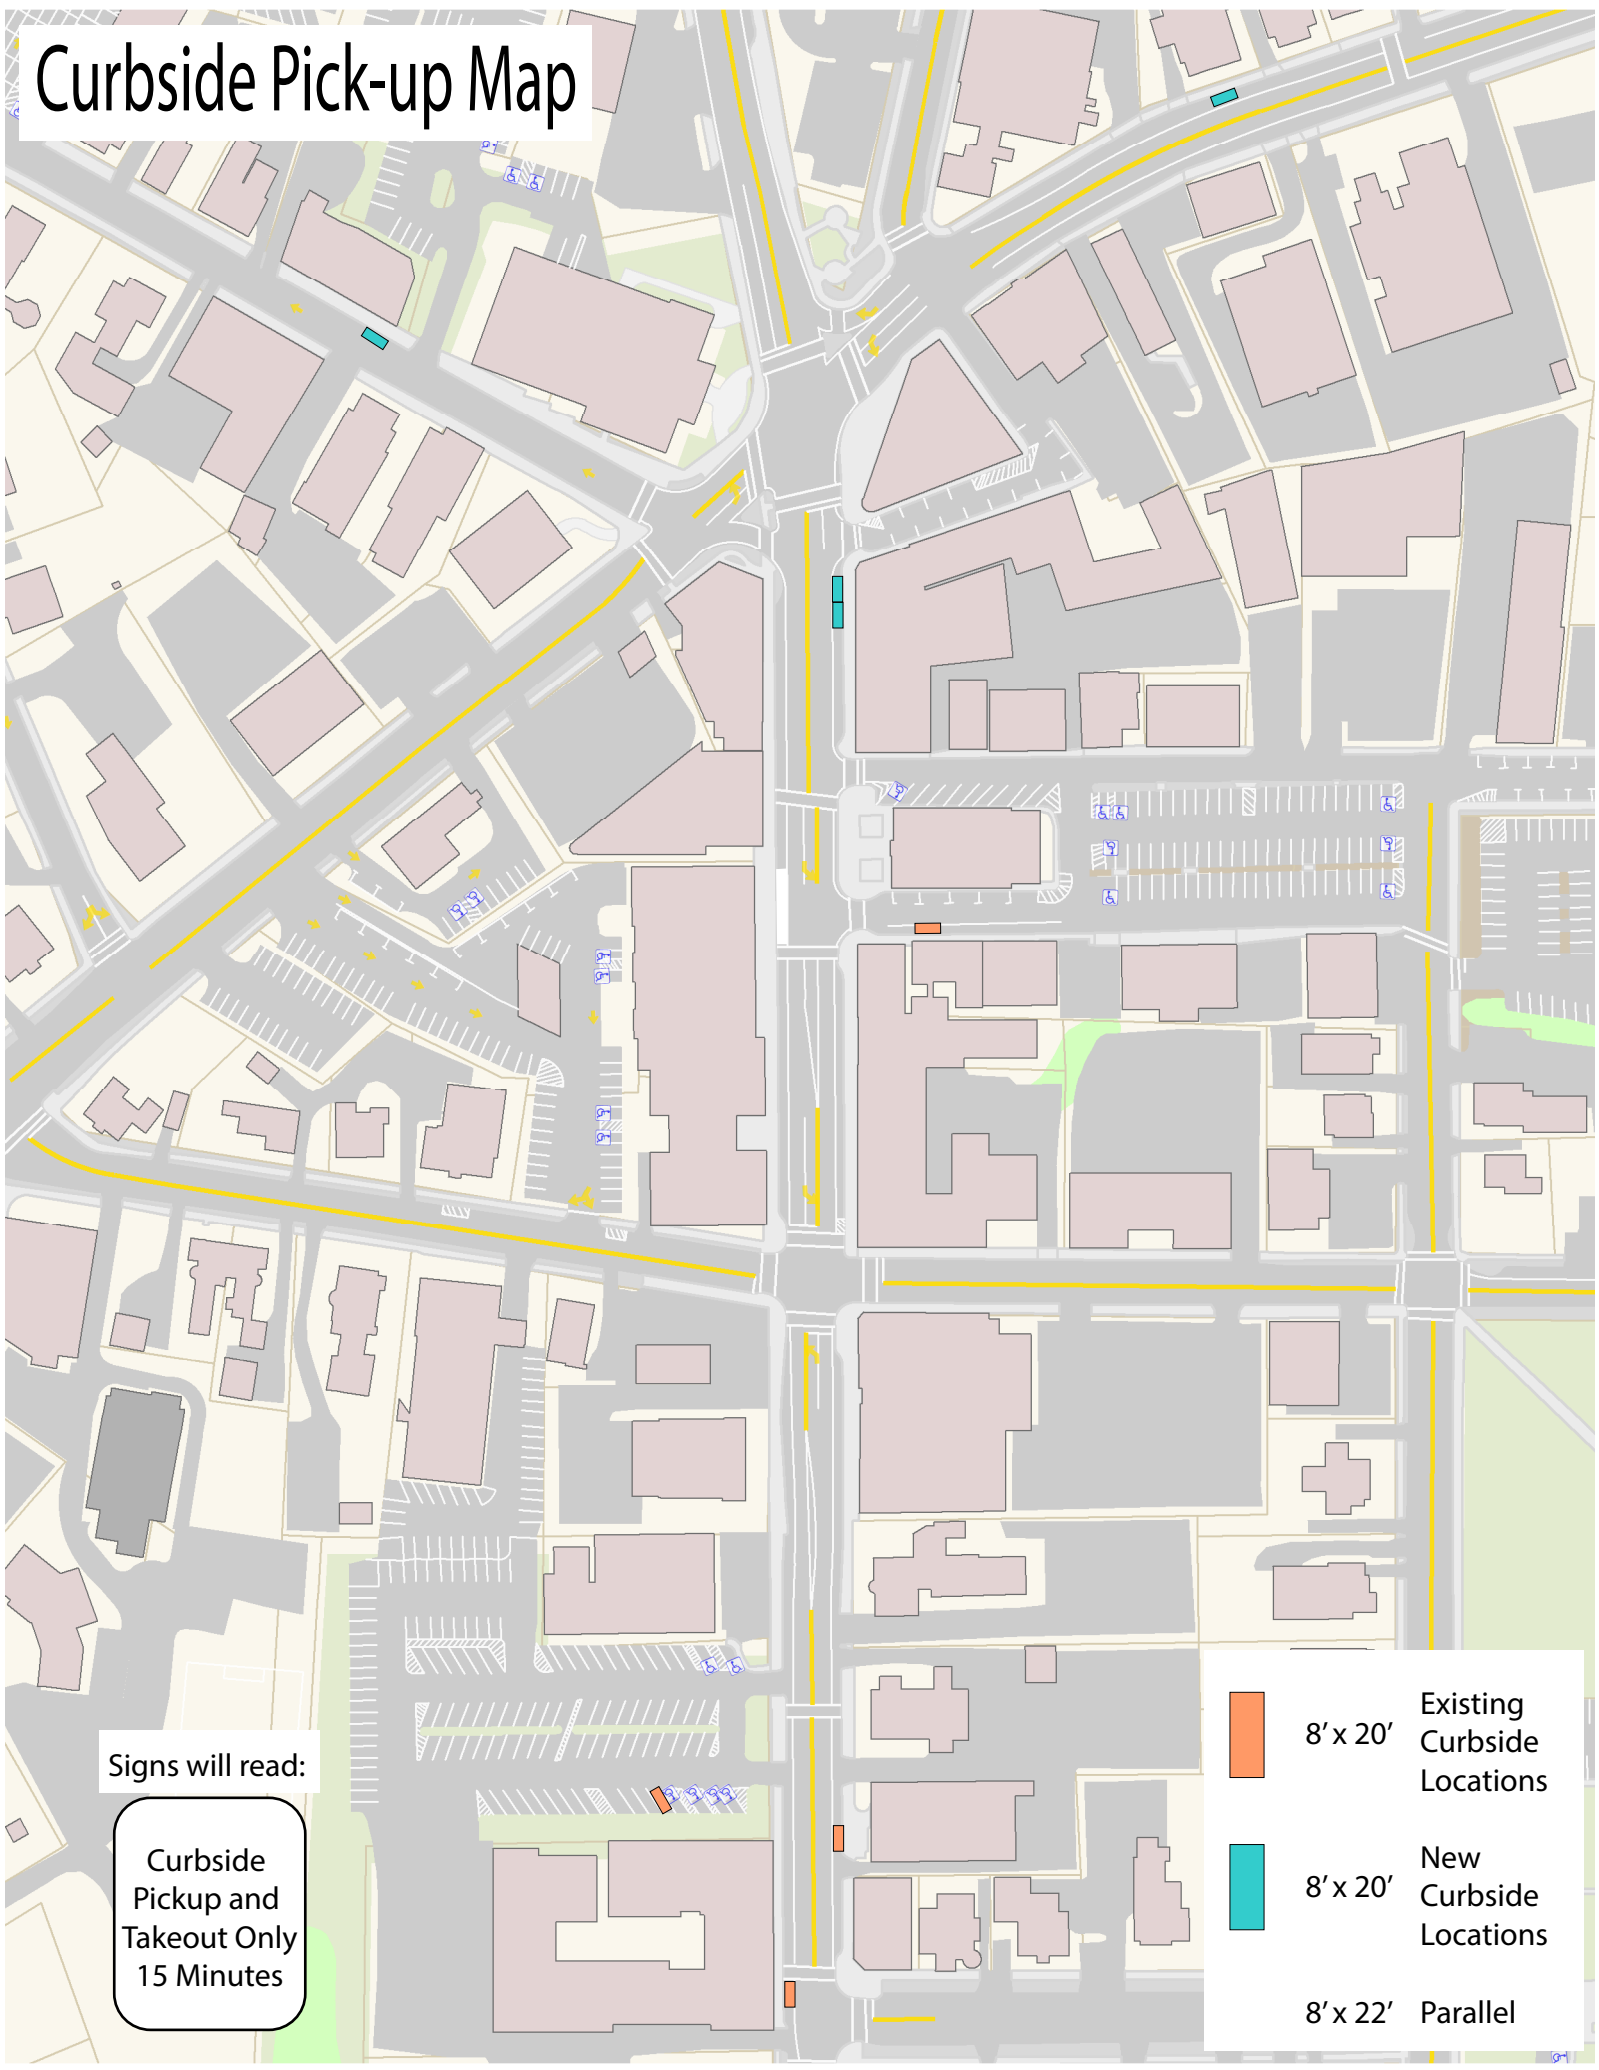 Curbside Pick-up Map
Signs will read:
Curbside
Pickup and
Takeout Only
15 Minutes
8’ x 20’
Existing
Curbside
Locations
8’ x 20’
New
Curbside
Locations
8’ x 22’ Parallel